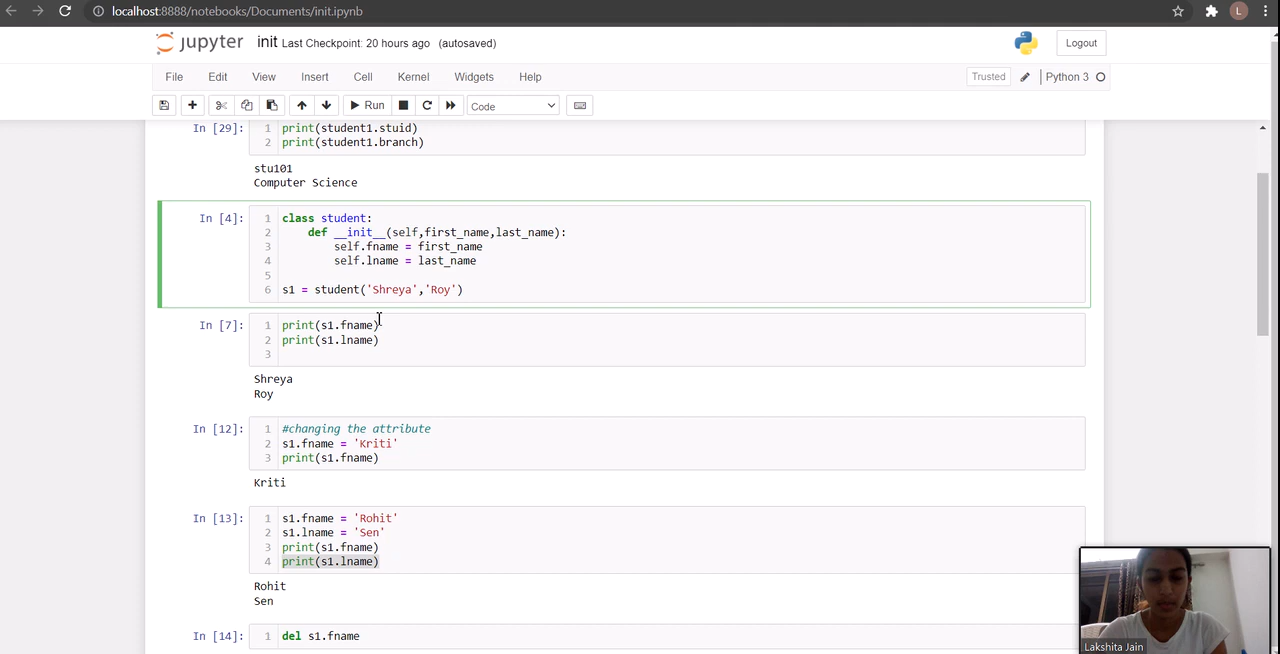 localhost:8888/notebooks/Documents/init.ipynb
L
jupyter init Last Checkpoint: 20 hours ago (autosaved)
Logout
File Edit View Insert Cell Kernel Widgets Help
Trusted Python 3
Run Code
In [29]: 1 print(student1.stuid)
2 print(student1.branch)
stu101
Computer Science
In [4]: 1 class student:
2 def __init__(self,first_name,last_name):
3 self.fname = first_name
4 self.lname = last_name
5
6 s1 = student('Shreya','Roy')
In [7]: 1 print(s1.fname)
2 print(s1.lname)
3
Shreya
Roy
In [12]: 1 #changing the attribute
2 s1.fname = 'Kriti'
3 print(s1.fname)
Kriti
In [13]: 1 s1.fname = 'Rohit'
2 s1.lname = 'Sen'
3 print(s1.fname)
4 print(s1.lname)
Rohit
Sen
In [14]: 1 del s1.fname
Lakshita Jain